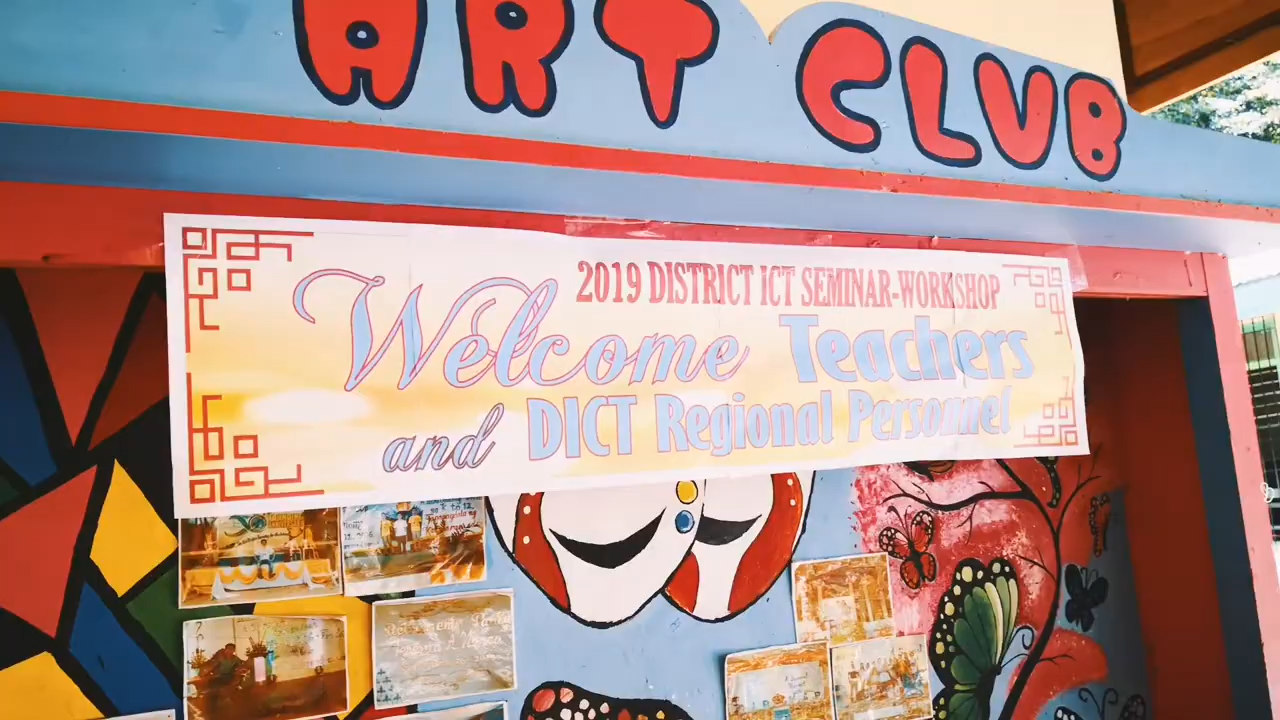 ART CLUB
2019 DISTRICT ICT SEMINAR-WORKSHOP
Welcome Teachers
and DICT Regional Personnel